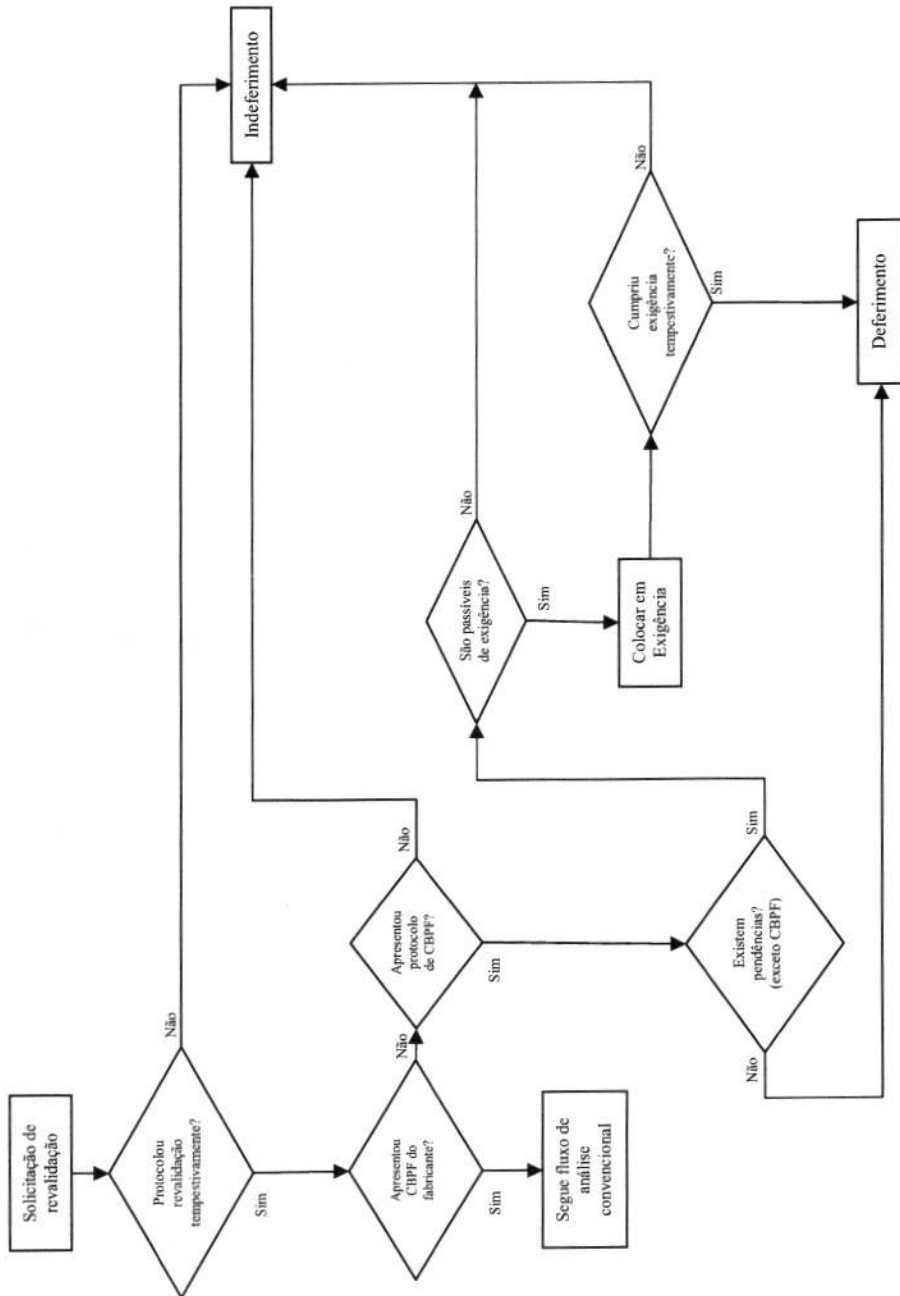 Solicitação de
revalidação
Protocolou
revalidação
tempestivamente?
Não
Sim
Apresentou
CBPF do
fabricante?
Não
Sim
Segue fluxo de
análise
convencional
Apresentou
protocolo
de CBPF?
Não
Sim
Existem
pendências?
(exceto CBPF)
Não
Sim
São passíveis
de exigência?
Não
Sim
Colocar em
Exigência
Cumpriu
exigência
tempestivamente?
Não
Sim
Indeferimento
Deferimento